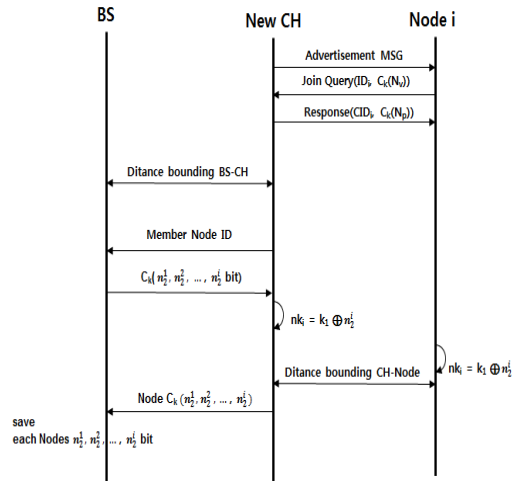 BS
New CH
Node i
Advertisement MSG
Join Query(IDᵢ, Cₖ(Nᵥ))
Response(CIDᵢ, Cₖ(Nₚ))
Ditance bounding BS-CH
Member Node ID
Cₖ( n₂¹, n₂², ..., n₂ⁱ bit)
nkᵢ = k₁ ⊕ n₂ⁱ
nkᵢ = k₁ ⊕ n₂ⁱ
Ditance bounding CH-Node
Node Cₖ (n₂¹, n₂², ..., n₂ⁱ)
save
each Nodes n₂¹, n₂², ..., n₂ⁱ bit